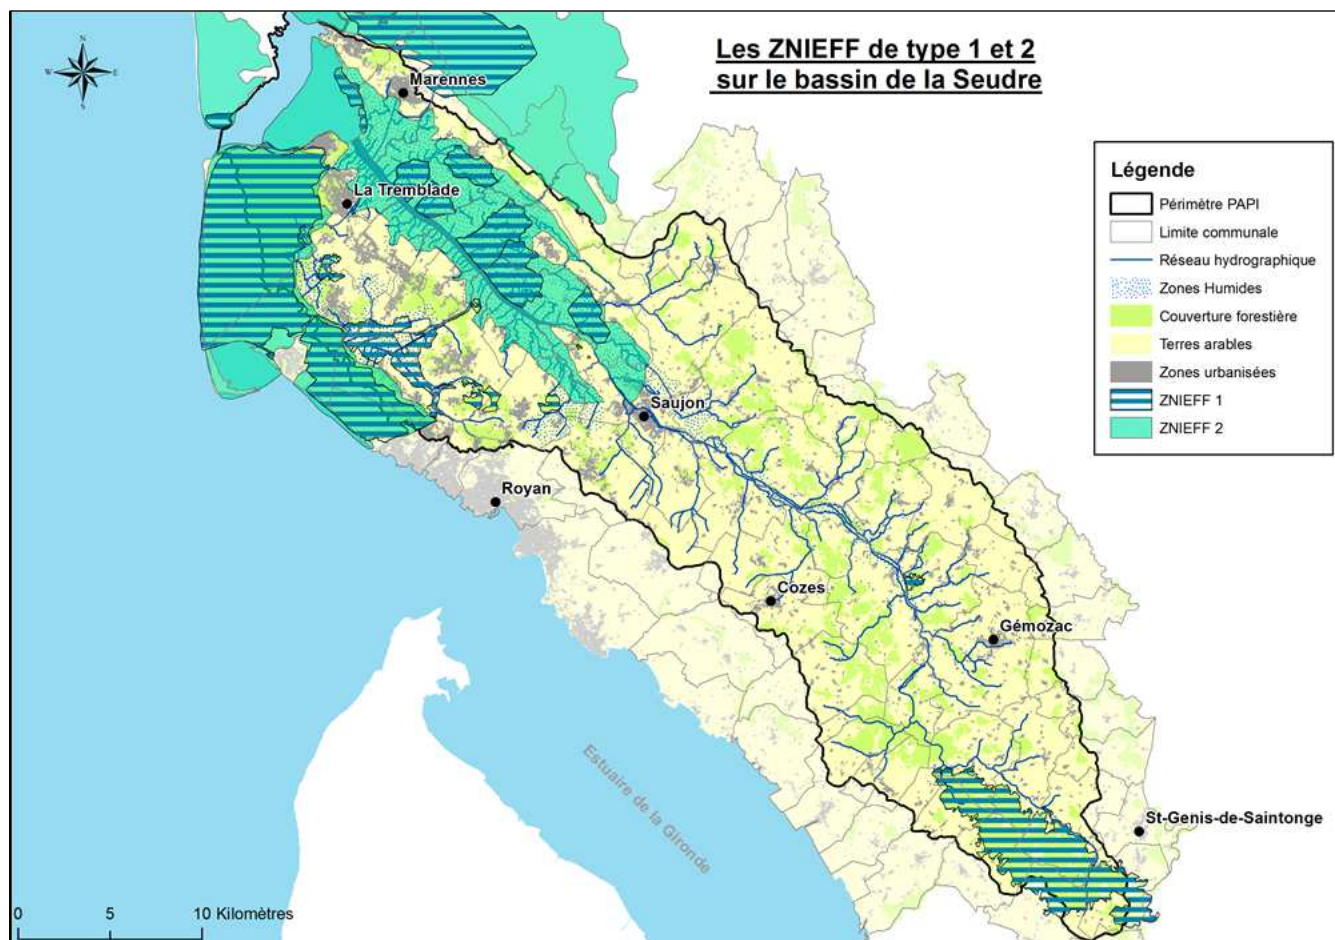 Les ZNIEFF de type 1 et 2
sur le bassin de la Seudre
N
W
E
S
Marennes
La Tremblade
Saujon
Royan
Cozes
Gémozac
St-Genis-de-Saintonge
Estuaire de la Gironde
Légende
Périmètre PAPI
Limite communale
Réseau hydrographique
Zones Humides
Couverture forestière
Terres arables
Zones urbanisées
ZNIEFF 1
ZNIEFF 2
0 5 10 Kilomètres